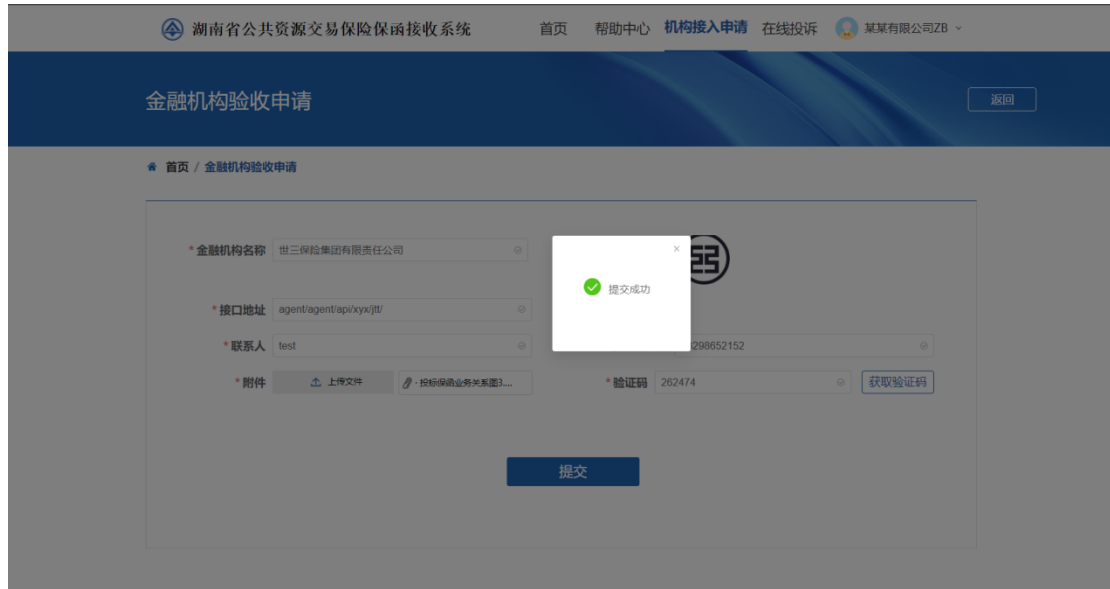 湖南省公共资源交易保险保函接收系统 首页 帮助中心 机构接入申请 在线投诉 某某有限公司ZB
金融机构验收申请 返回
首页 / 金融机构验收申请
*金融机构名称 世三保险集团有限责任公司
提交成功
*接口地址 agent/agent/api/xyx/jtt/
*联系人 test 298652152
*附件 上传文件 · 投标保函业务关系图3.... *验证码 262474 获取验证码
提交